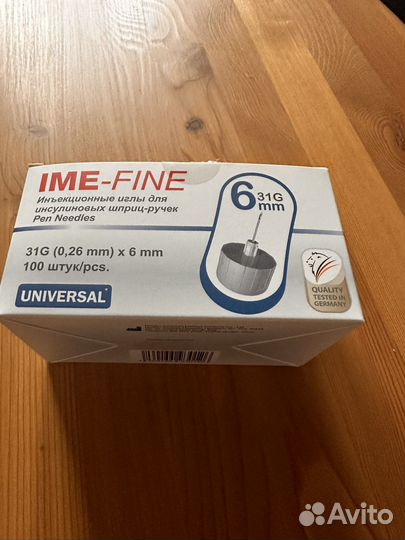 IME-FINE
Инъекционные иглы для
инсулиновых шприц-ручек
Pen Needles
31G (0,26 mm) x 6 mm
100 штук/pcs.
UNIVERSAL
6 31G
mm
QUALITY
TESTED IN
GERMANY
Avito